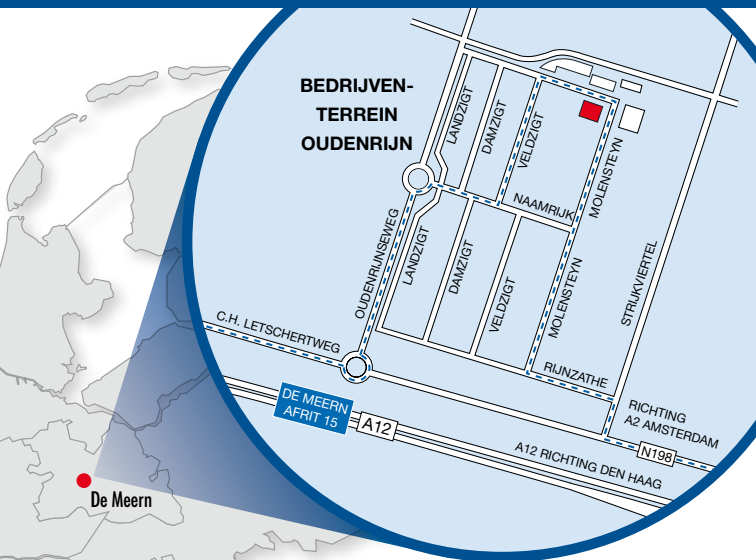 BEDRIJVEN-
TERREIN
OUDENRIJN
LANDZIGT
DAMZIGT
VELDZIGT
MOLENSTEYN
NAAMRIJK
OUDENRIJNSEWEG
LANDZIGT
DAMZIGT
VELDZIGT
MOLENSTEYN
STRIJKVIERTEL
C.H. LETSCHERTWEG
RIJNZATHE
DE MEERN
AFRIT 15
A12
RICHTING
A2 AMSTERDAM
N198
A12 RICHTING DEN HAAG
De Meern